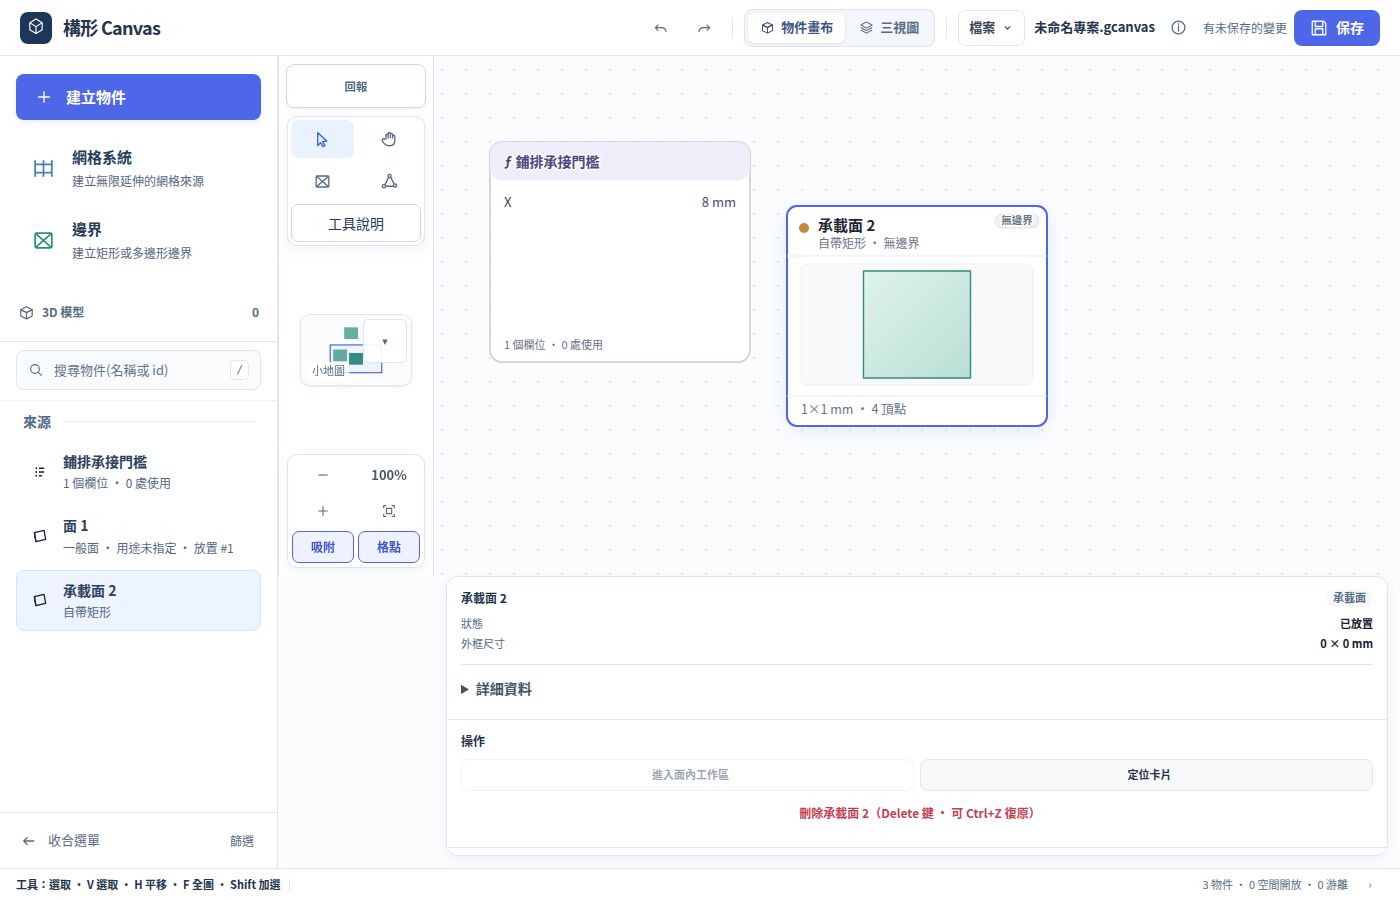 構形 Canvas
物件畫布
三視圖
檔案
未命名專案.gcanvas
有未保存的變更
保存
建立物件
網格系統
建立無限延伸的網格來源
邊界
建立矩形或多邊形邊界
3D 模型
0
搜尋物件(名稱或 id)
/
來源
鋪排承接門檻
1 個欄位 · 0 處使用
面 1
一般面 · 用途未指定 · 放置 #1
承載面 2
自帶矩形
收合選單
篩選
回報
工具說明
小地圖
100%
吸附
格點
ƒ 鋪排承接門檻
X
8 mm
1 個欄位 · 0 處使用
承載面 2
無邊界
自帶矩形 · 無邊界
1×1 mm · 4 頂點
承載面 2
承載面
狀態
已放置
外框尺寸
0 × 0 mm
詳細資料
操作
進入面內工作區
定位卡片
刪除承載面 2（Delete 鍵 · 可 Ctrl+Z 復原）
工具：選取 · V 選取 · H 平移 · F 全圖 · Shift 加選
3 物件 · 0 空間開放 · 0 游離